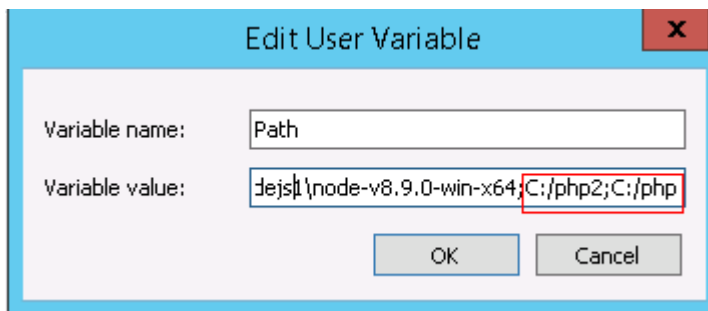 Edit User Variable
x
Variable name: Path
Variable value: dejs1\node-v8.9.0-win-x64;C:/php2;C:/php
OK Cancel